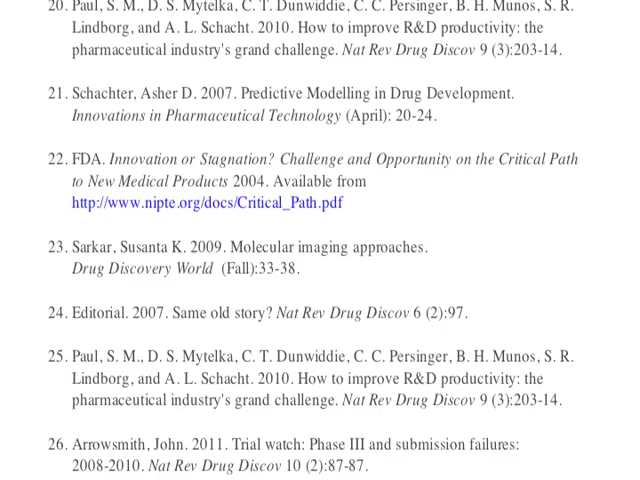 20. Paul, S. M., D. S. Mytelka, C. T. Dunwiddie, C. C. Persinger, B. H. Munos, S. R.
Lindborg, and A. L. Schacht. 2010. How to improve R&D productivity: the
pharmaceutical industry's grand challenge. Nat Rev Drug Discov 9 (3):203-14.
21. Schachter, Asher D. 2007. Predictive Modelling in Drug Development.
Innovations in Pharmaceutical Technology (April): 20-24.
22. FDA. Innovation or Stagnation? Challenge and Opportunity on the Critical Path
to New Medical Products 2004. Available from
http://www.nipte.org/docs/Critical_Path.pdf
23. Sarkar, Susanta K. 2009. Molecular imaging approaches.
Drug Discovery World (Fall):33-38.
24. Editorial. 2007. Same old story? Nat Rev Drug Discov 6 (2):97.
25. Paul, S. M., D. S. Mytelka, C. T. Dunwiddie, C. C. Persinger, B. H. Munos, S. R.
Lindborg, and A. L. Schacht. 2010. How to improve R&D productivity: the
pharmaceutical industry's grand challenge. Nat Rev Drug Discov 9 (3):203-14.
26. Arrowsmith, John. 2011. Trial watch: Phase III and submission failures:
2008-2010. Nat Rev Drug Discov 10 (2):87-87.